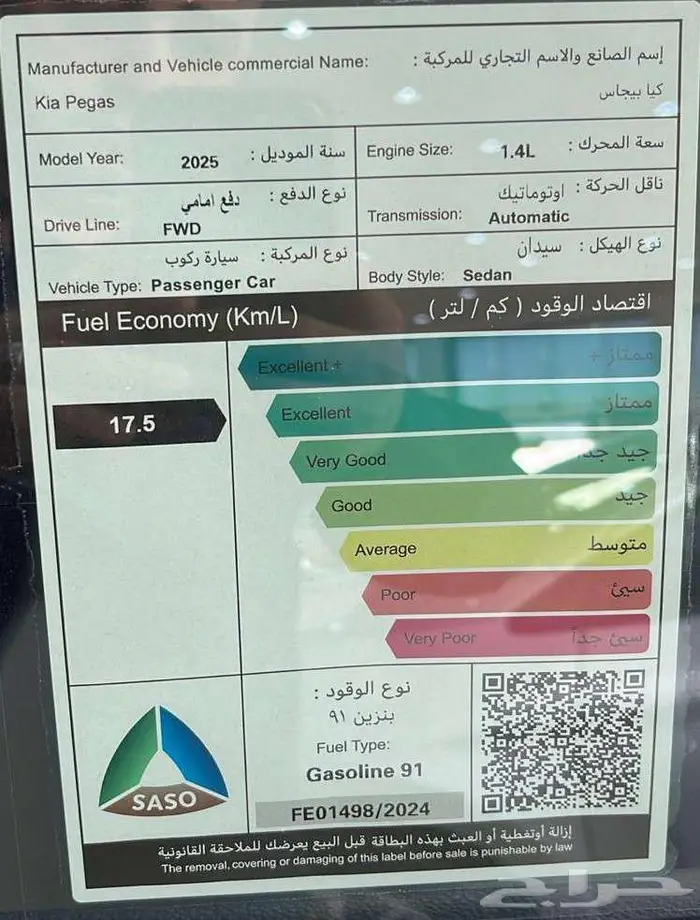 Manufacturer and Vehicle commercial Name: إسم الصانع والاسم التجاري للمركبة :
Kia Pegas كيا بيجاس
Model Year: 2025 سنة الموديل :
Engine Size: 1.4L سعة المحرك :
نوع الدفع : دفع امامي
Drive Line: FWD
ناقل الحركة : اوتوماتيك
Transmission: Automatic
نوع المركبة : سيارة ركوب
Vehicle Type: Passenger Car
نوع الهيكل : سيدان
Body Style: Sedan
Fuel Economy (Km/L) اقتصاد الوقود ( كم / لتر )
17.5
Excellent + ممتاز +
Excellent ممتاز
Very Good جيد جداً
Good جيد
Average متوسط
Poor سيئ
Very Poor سيئ جداً
SASO
نوع الوقود :
بنزين ٩١
Fuel Type:
Gasoline 91
FE01498/2024
إزالة أوتغطية أو العبث بهذه البطاقة قبل البيع يعرضك للملاحقة القانونية
The removal, covering or damaging of this label before sale is punishable by law
حراج